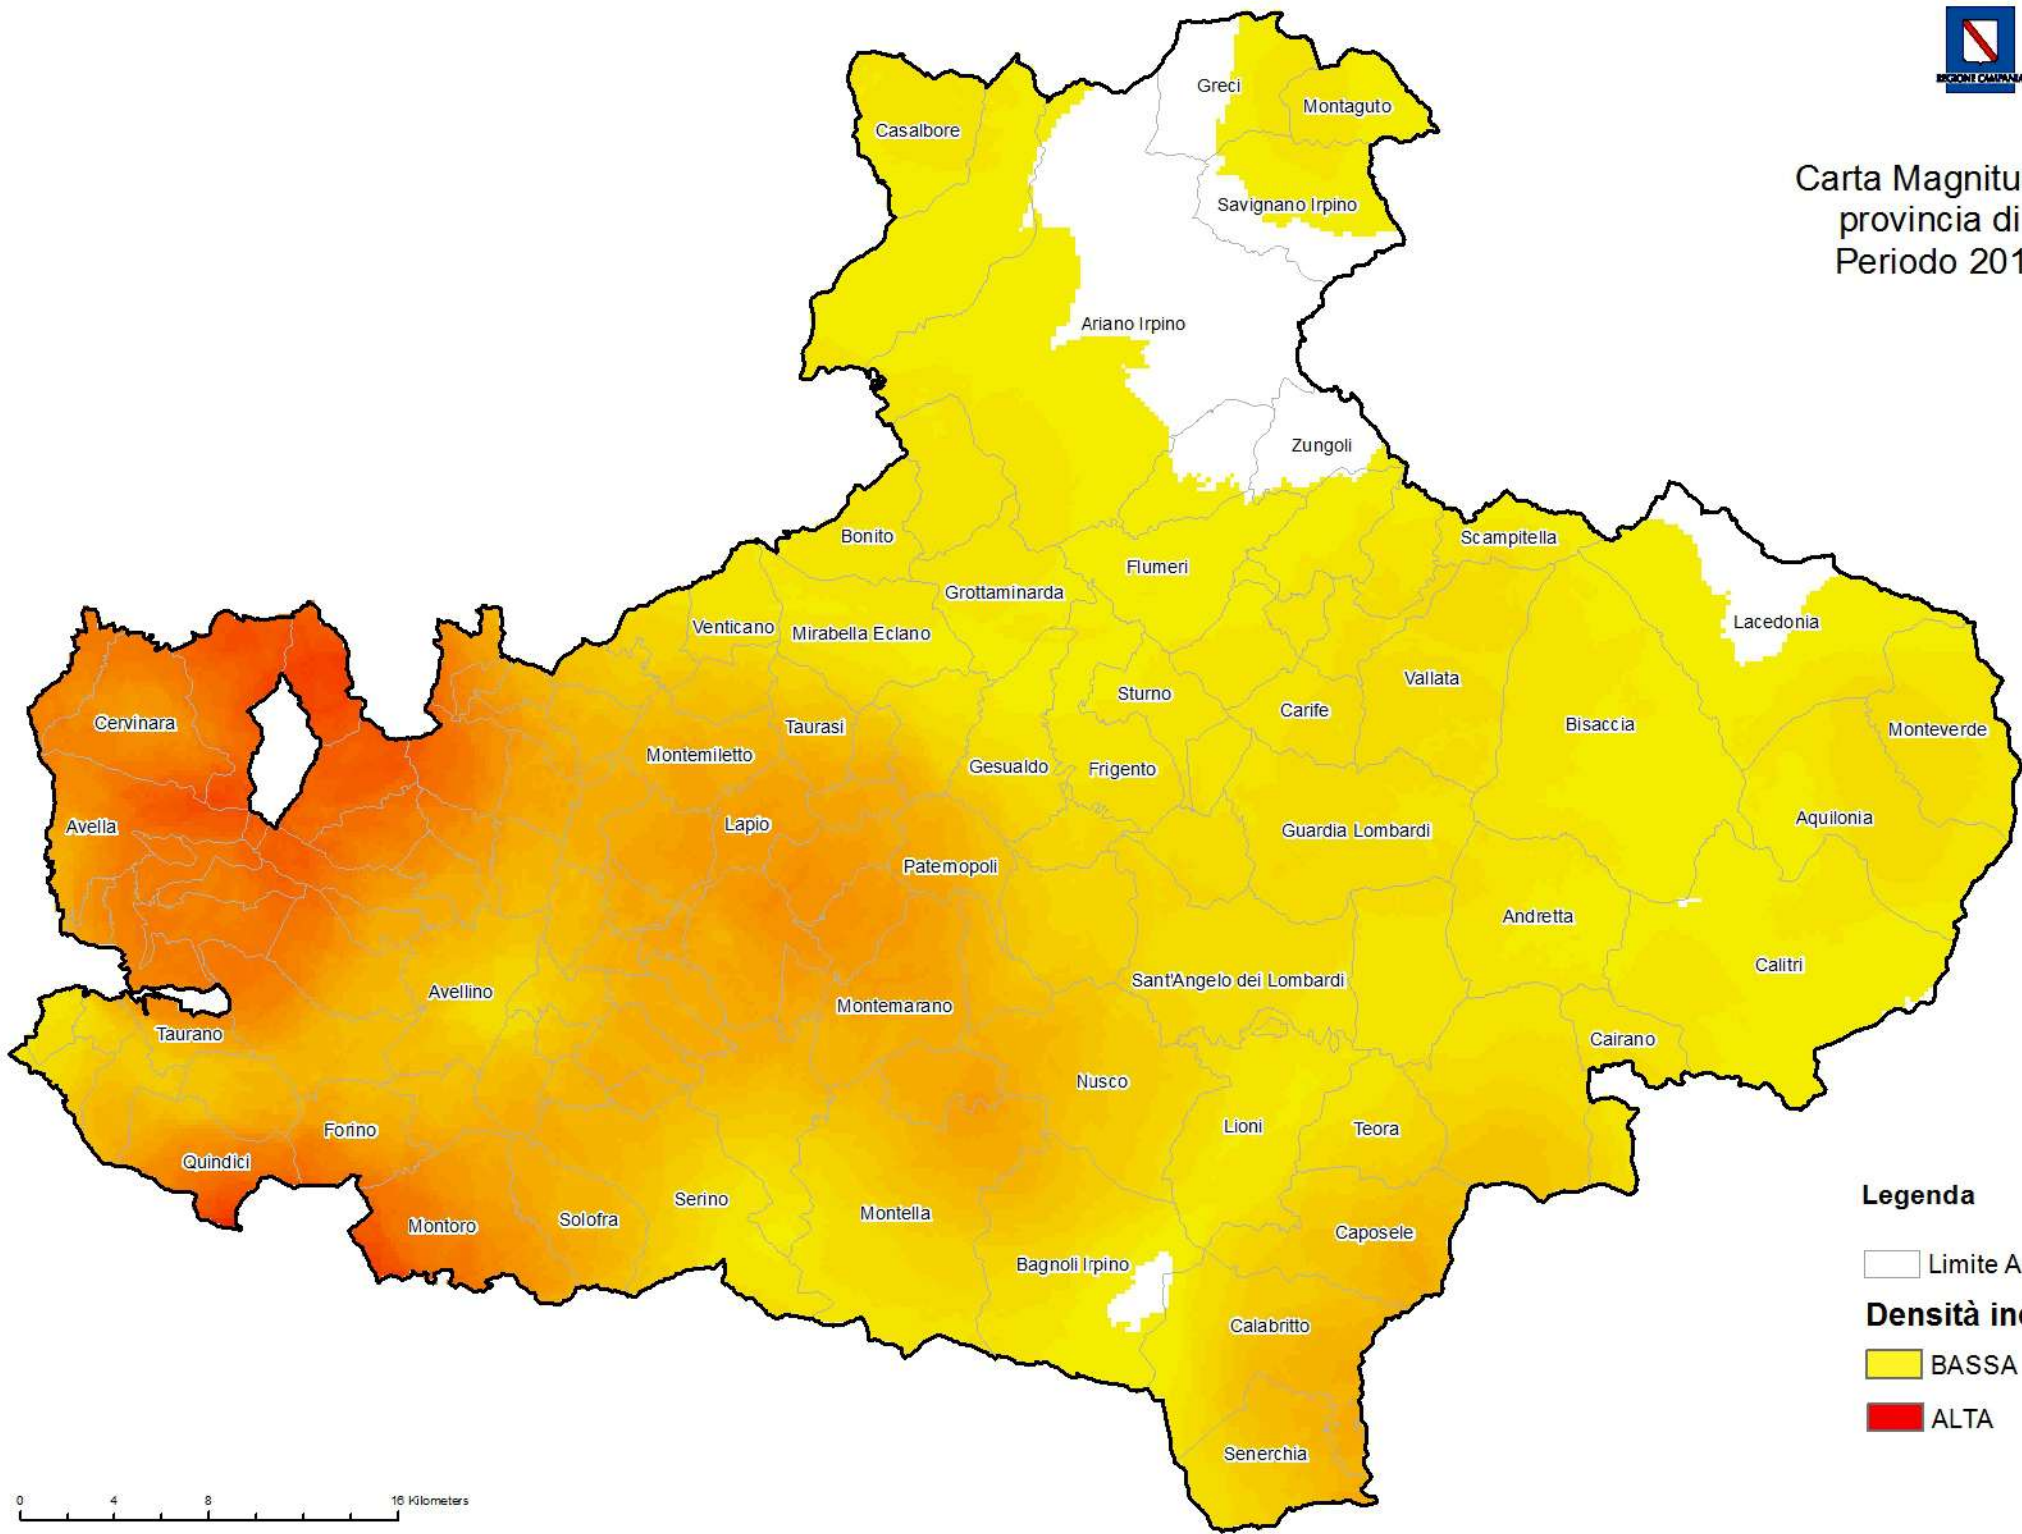 REGIONE CAMPANIA
Carta Magnitu
provincia di
Periodo 201
Greci
Montaguto
Casalbore
Savignano Irpino
Ariano Irpino
Zungoli
Bonito
Scampitella
Flumeri
Grottaminarda
Lacedonia
Venticano
Mirabella Eclano
Vallata
Sturno
Carife
Cervinara
Taurasi
Bisaccia
Monteverde
Montemiletto
Gesualdo
Frigento
Avella
Lapio
Guardia Lombardi
Aquilonia
Paternopoli
Andretta
Calitri
Sant'Angelo dei Lombardi
Avellino
Montemarano
Taurano
Cairano
Nusco
Forino
Lioni
Teora
Quindici
Serino
Montella
Solofra
Montoro
Caposele
Bagnoli Irpino
Calabritto
Senerchia
Legenda
Limite A
Densità inc
BASSA
ALTA
0 4 8 16 Kilometers